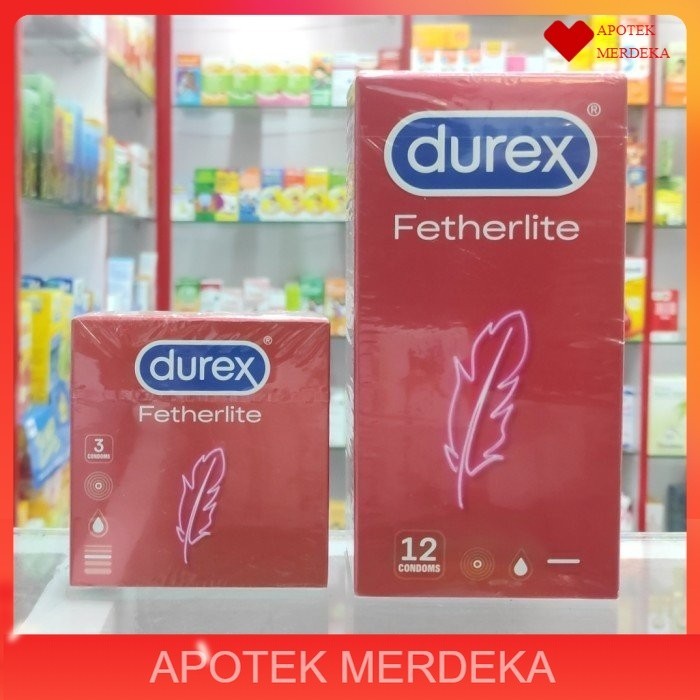 APOTEK
MERDEKA
durex®
Fetherlite
12
CONDOMS
durex®
Fetherlite
3
CONDOMS
APOTEK MERDEKA